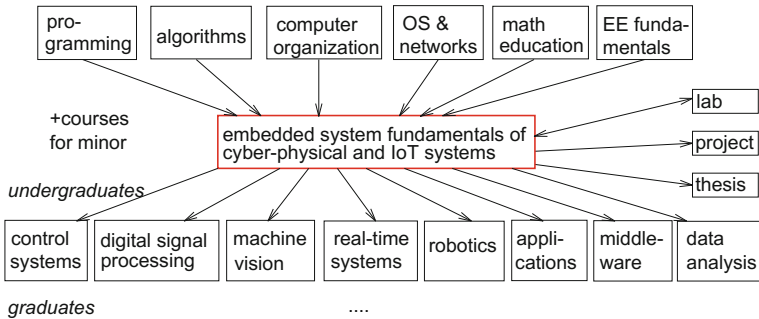 pro-
gramming
algorithms
computer
organization
OS &
networks
math
education
EE funda-
mentals
+courses
for minor
embedded system fundamentals of
cyber-physical and IoT systems
lab
project
thesis
undergraduates
control
systems
digital signal
processing
machine
vision
real-time
systems
robotics
appli-
cations
middle-
ware
data
analysis
graduates
....